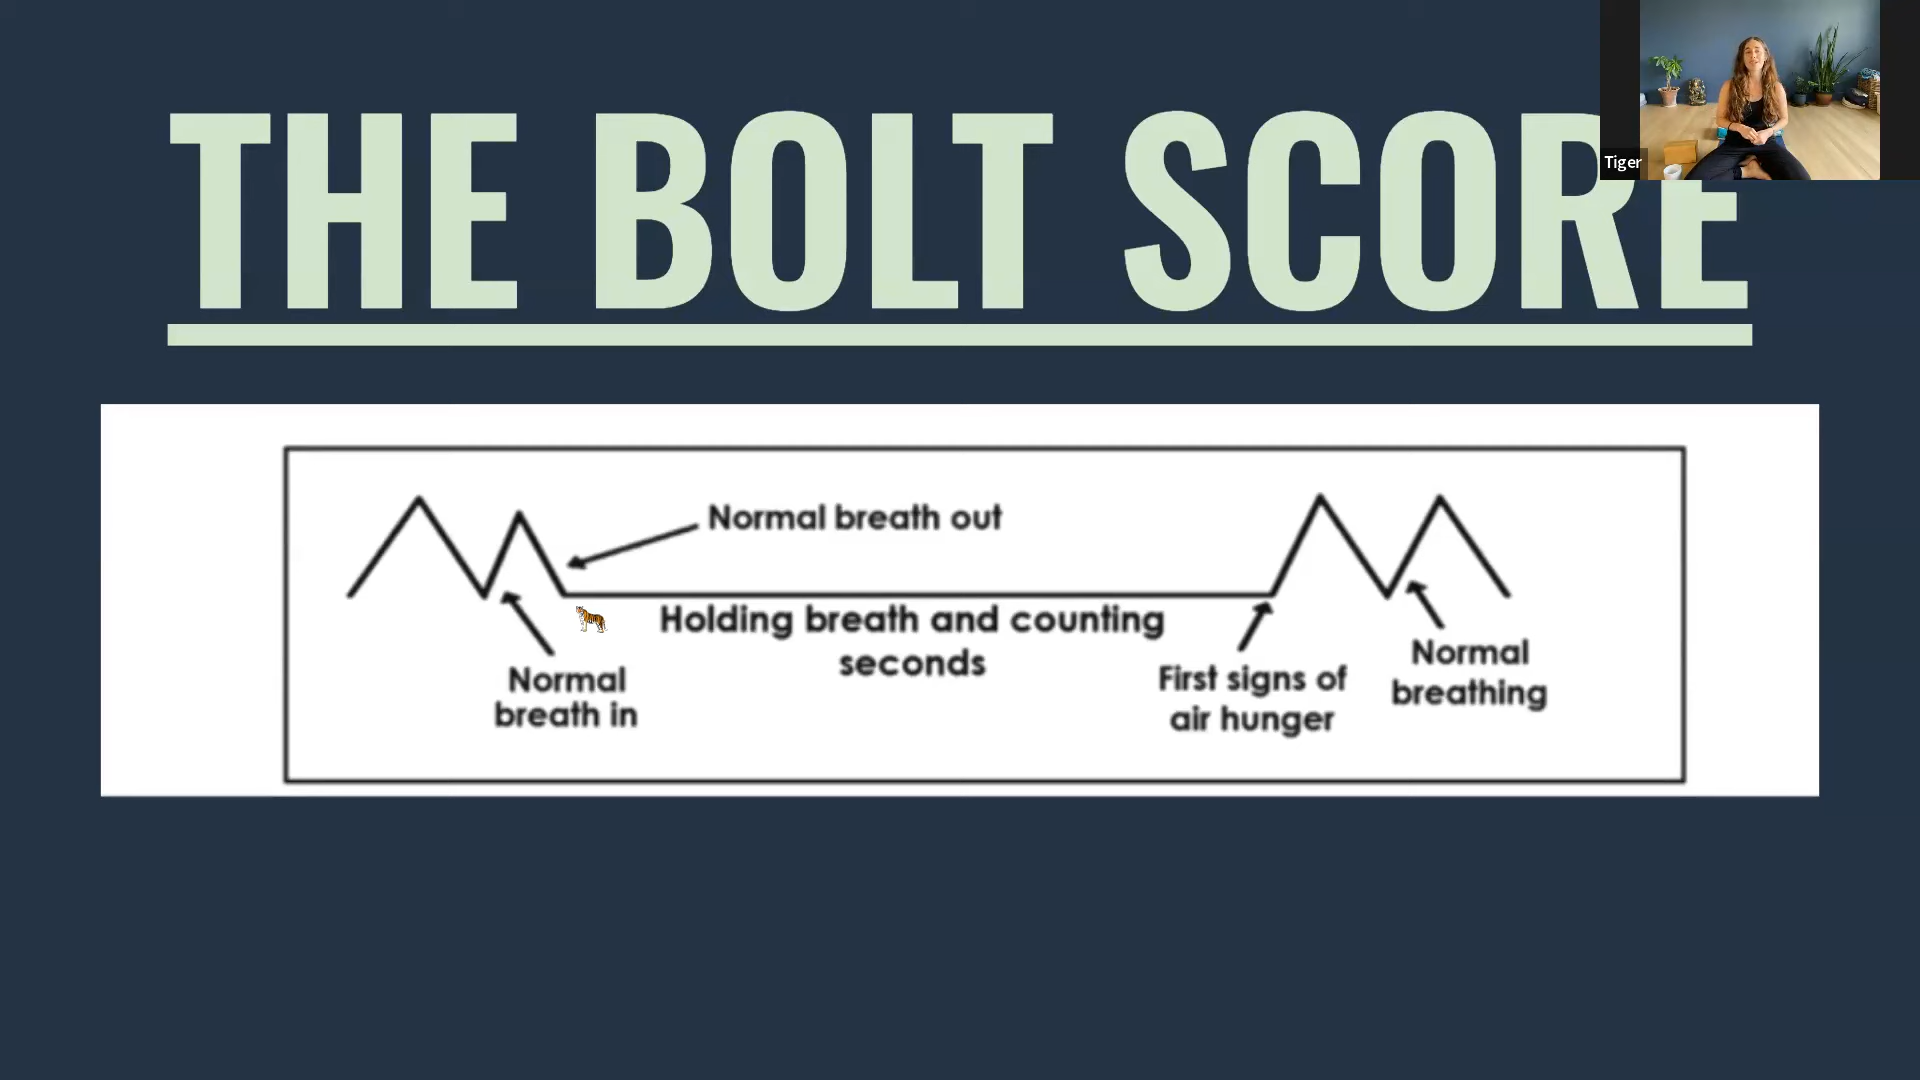 THE BOLT SCORE
Tiger
Normal breath out
Holding breath and counting
seconds
Normal
breath in
First signs of
air hunger
Normal
breathing